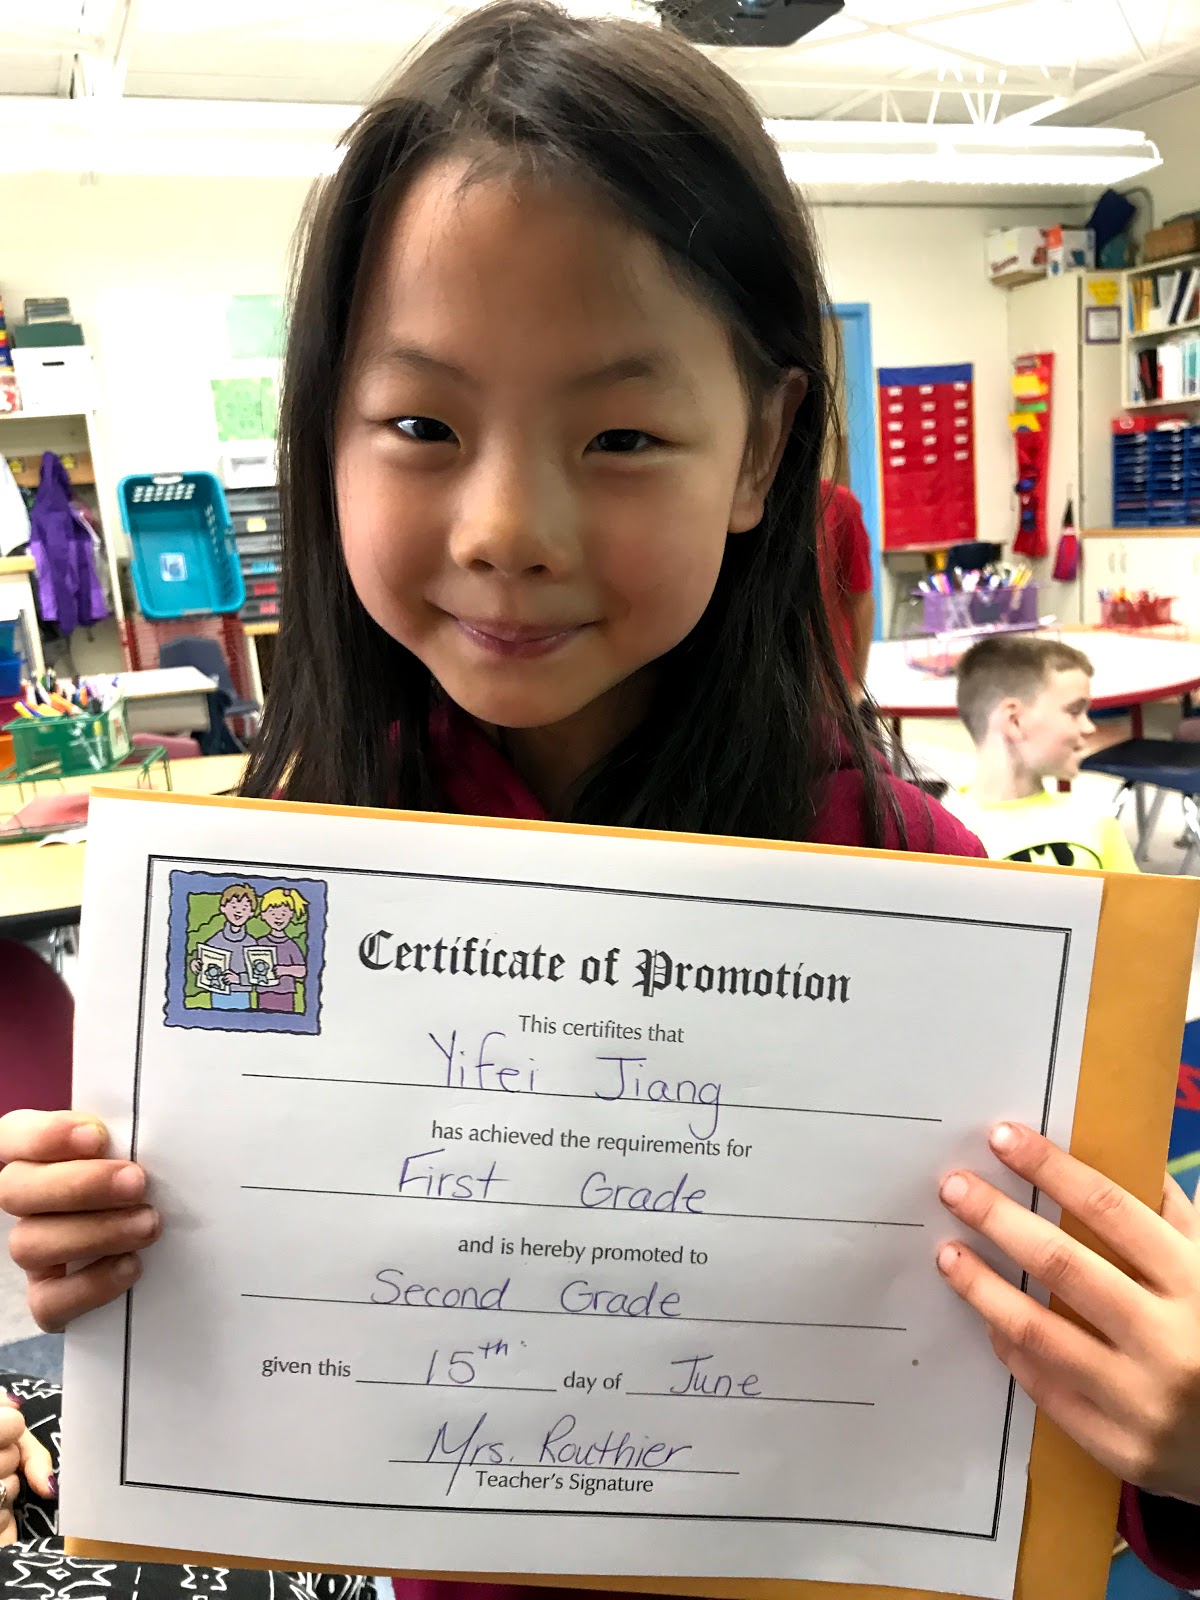 Certificate of Promotion
This certifites that
Yifei Jiang
has achieved the requirements for
First Grade
and is hereby promoted to
Second Grade
given this 15th day of June
Mrs. Routhier
Teacher's Signature